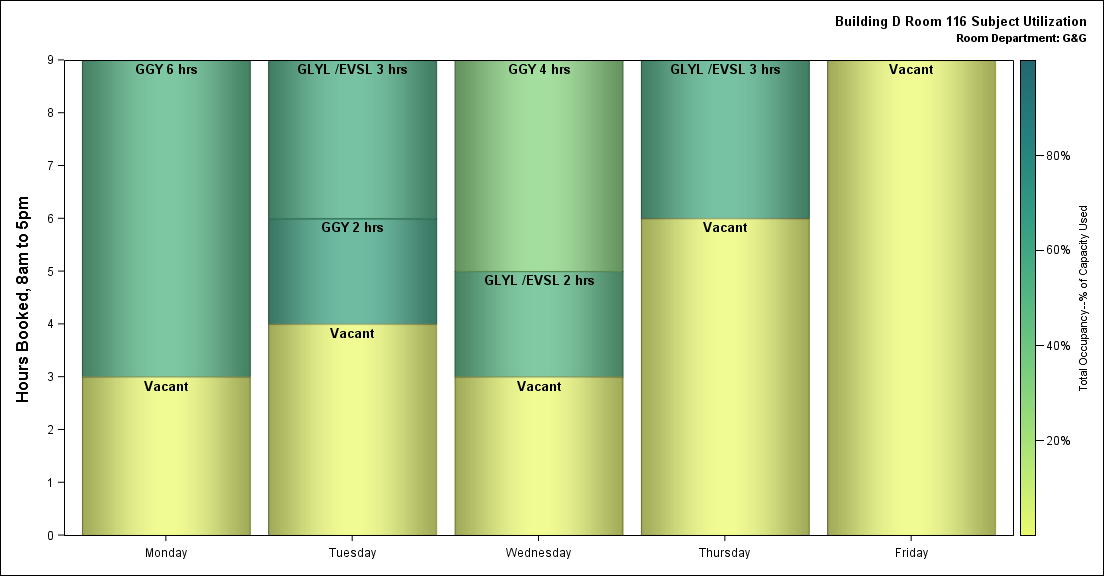 Building D Room 116 Subject Utilization
Room Department: G&G
Hours Booked, 8am to 5pm
9
8
7
6
5
4
3
2
1
0
GGY 6 hrs
Vacant
GLYL /EVSL 3 hrs
GGY 2 hrs
Vacant
GGY 4 hrs
GLYL /EVSL 2 hrs
Vacant
GLYL /EVSL 3 hrs
Vacant
Vacant
Monday
Tuesday
Wednesday
Thursday
Friday
80%
60%
40%
20%
Total Occupancy--% of Capacity Used